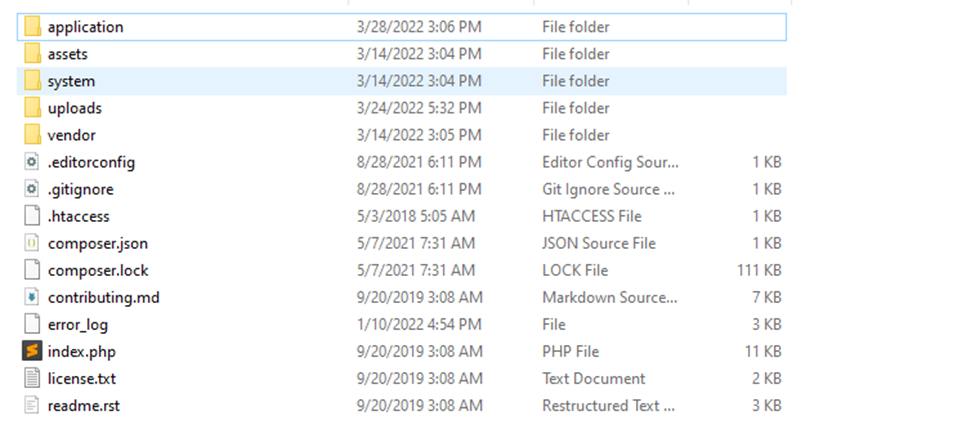 application 3/28/2022 3:06 PM File folder
assets 3/14/2022 3:04 PM File folder
system 3/14/2022 3:04 PM File folder
uploads 3/24/2022 5:32 PM File folder
vendor 3/14/2022 3:05 PM File folder
.editorconfig 8/28/2021 6:11 PM Editor Config Sour... 1 KB
.gitignore 8/28/2021 6:11 PM Git Ignore Source ... 1 KB
.htaccess 5/3/2018 5:05 AM HTACCESS File 1 KB
composer.json 5/7/2021 7:31 AM JSON Source File 1 KB
composer.lock 5/7/2021 7:31 AM LOCK File 111 KB
contributing.md 9/20/2019 3:08 AM Markdown Source... 7 KB
error_log 1/10/2022 4:54 PM File 3 KB
index.php 9/20/2019 3:08 AM PHP File 11 KB
license.txt 9/20/2019 3:08 AM Text Document 2 KB
readme.rst 9/20/2019 3:08 AM Restructured Text ... 3 KB